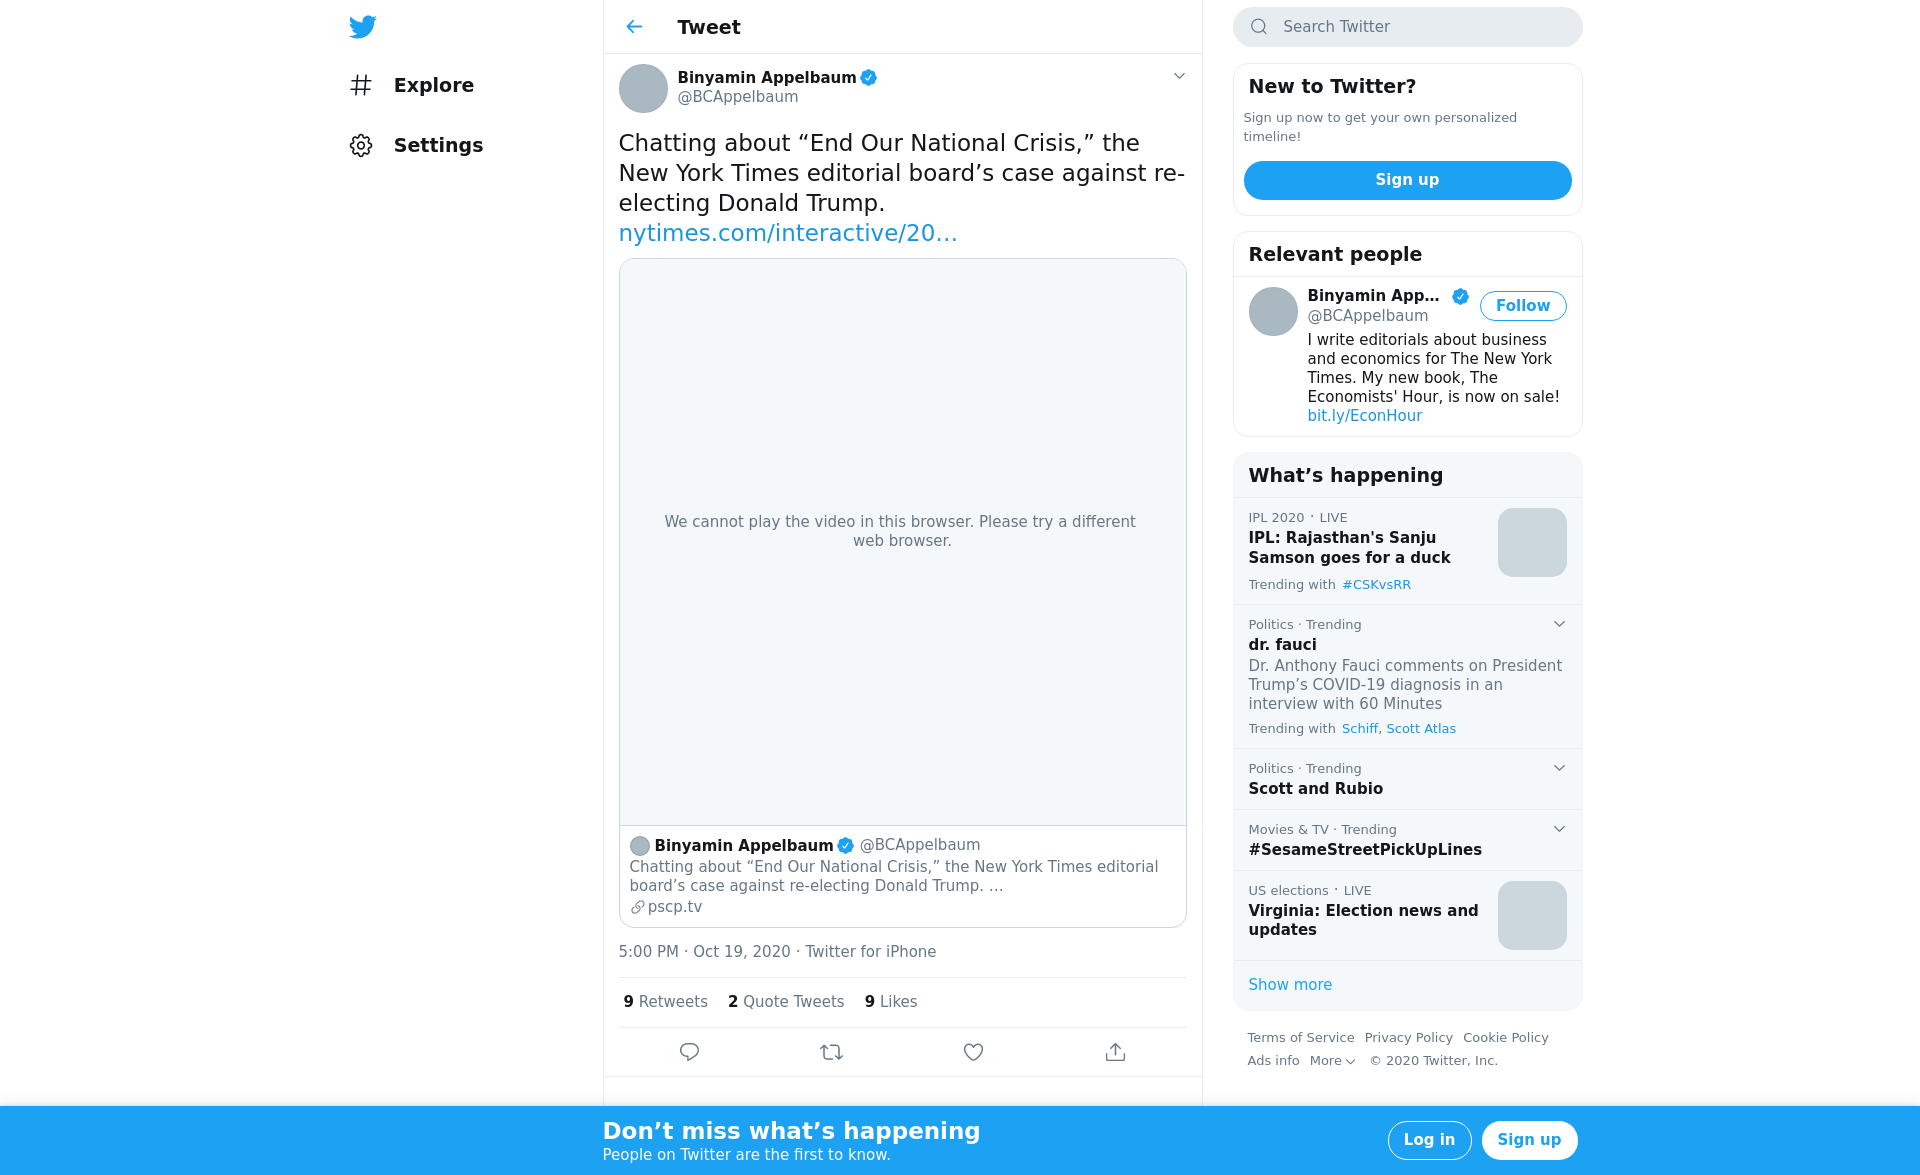 Explore
Settings
Tweet
Binyamin Appelbaum
@BCAppelbaum
Chatting about “End Our National Crisis,” the
New York Times editorial board’s case against re-
electing Donald Trump.
nytimes.com/interactive/20…
We cannot play the video in this browser. Please try a different
web browser.
Binyamin Appelbaum @BCAppelbaum
Chatting about “End Our National Crisis,” the New York Times editorial
board’s case against re-electing Donald Trump. …
pscp.tv
5:00 PM · Oct 19, 2020 · Twitter for iPhone
9 Retweets 2 Quote Tweets 9 Likes
Search Twitter
New to Twitter?
Sign up now to get your own personalized
timeline!
Sign up
Relevant people
Binyamin App…
@BCAppelbaum
Follow
I write editorials about business
and economics for The New York
Times. My new book, The
Economists' Hour, is now on sale!
bit.ly/EconHour
What’s happening
IPL 2020 · LIVE
IPL: Rajasthan's Sanju
Samson goes for a duck
Trending with #CSKvsRR
Politics · Trending
dr. fauci
Dr. Anthony Fauci comments on President
Trump’s COVID-19 diagnosis in an
interview with 60 Minutes
Trending with Schiff, Scott Atlas
Politics · Trending
Scott and Rubio
Movies & TV · Trending
#SesameStreetPickUpLines
US elections · LIVE
Virginia: Election news and
updates
Show more
Terms of Service Privacy Policy Cookie Policy
Ads info More © 2020 Twitter, Inc.
Don’t miss what’s happening
People on Twitter are the first to know.
Log in
Sign up